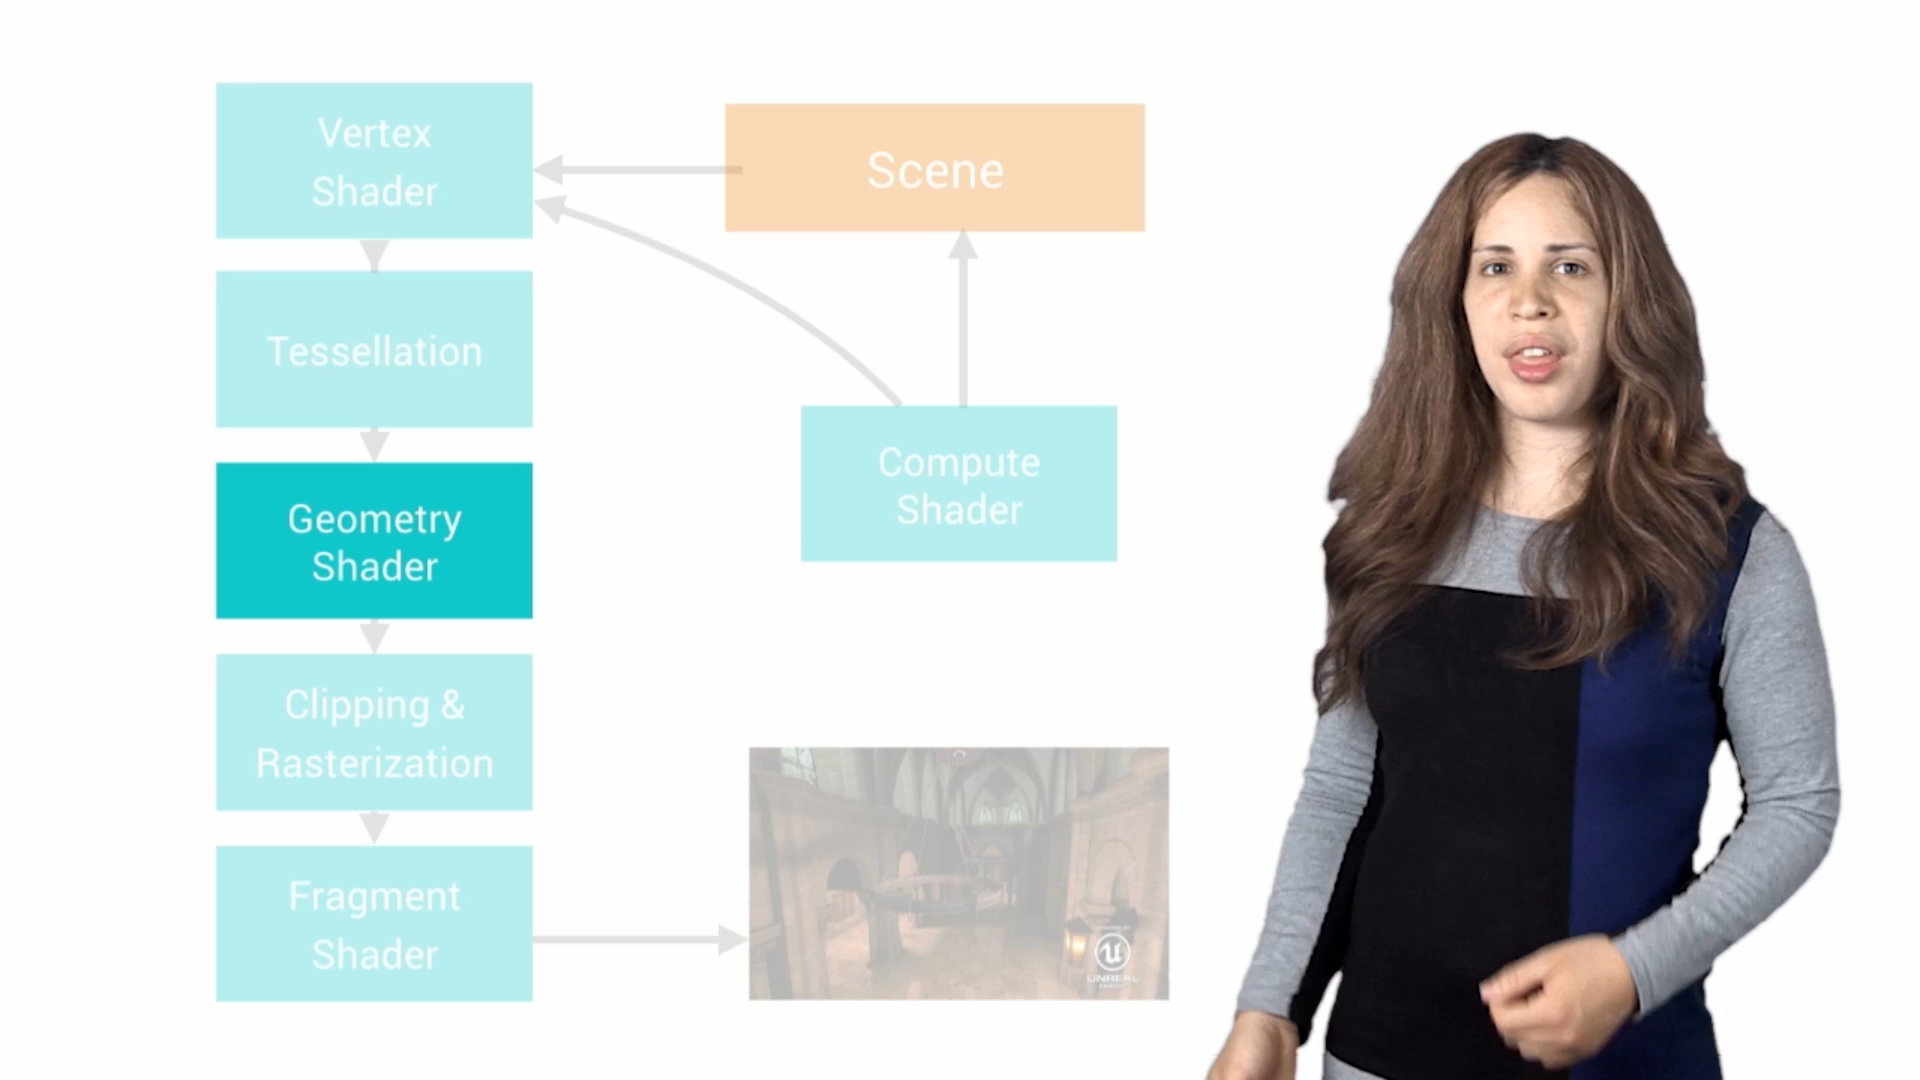 Vertex
Shader
Scene
Tessellation
Compute
Shader
Geometry
Shader
Clipping &
Rasterization
Fragment
Shader
UNREAL